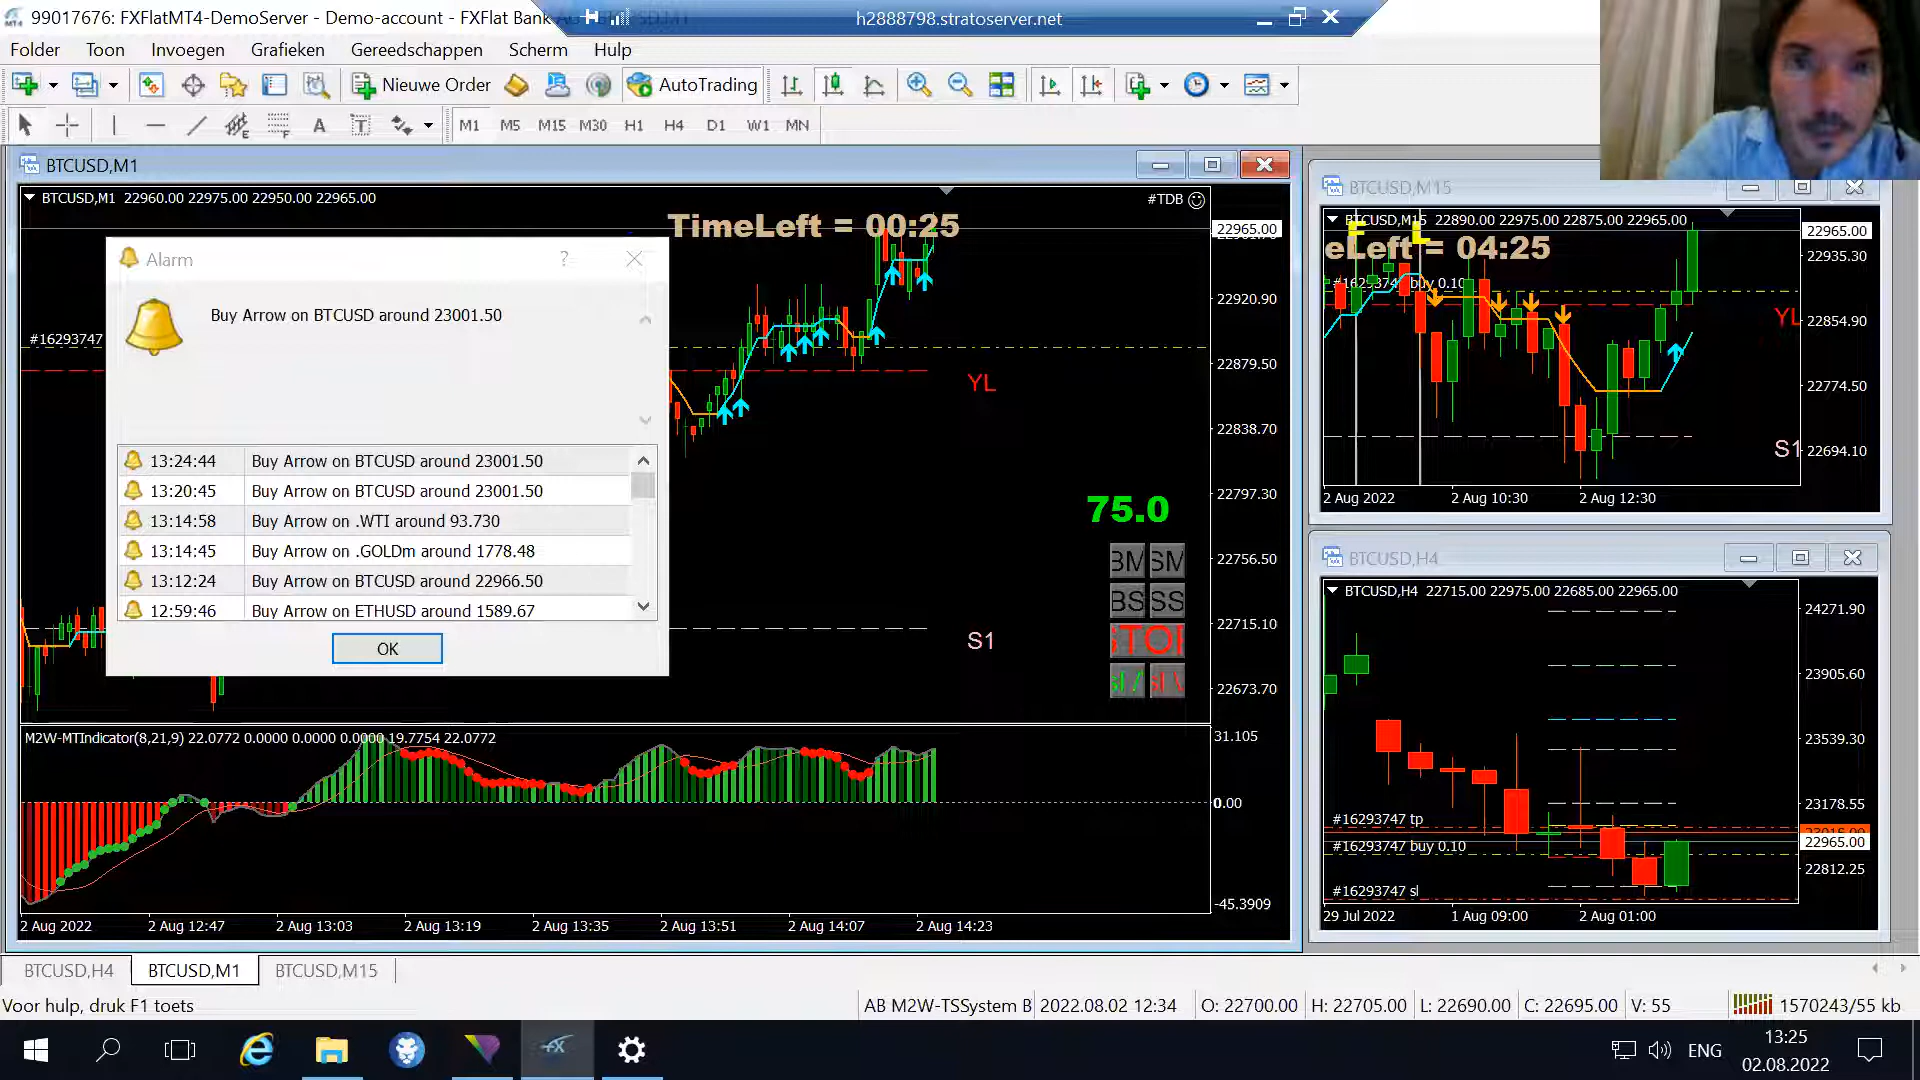 99017676: FXFlatMT4-DemoServer - Demo-account - FXFlat Bank
h2888798.stratoserver.net
Folder Toon Invoegen Grafieken Gereedschappen Scherm Hulp
Nieuwe Order AutoTrading
M1 M5 M15 M30 H1 H4 D1 W1 MN
BTCUSD,M1
BTCUSD,M1 22960.00 22975.00 22950.00 22965.00
#TDB
TimeLeft = 00:25
22965.00
22920.90
22879.50
22838.70
22797.30
22756.50
22715.10
22673.70
#16293747
YL
S1
75.0
BM SM
BS SS
Alarm
?
Buy Arrow on BTCUSD around 23001.50
13:24:44 Buy Arrow on BTCUSD around 23001.50
13:20:45 Buy Arrow on BTCUSD around 23001.50
13:14:58 Buy Arrow on .WTI around 93.730
13:14:45 Buy Arrow on .GOLDm around 1778.48
13:12:24 Buy Arrow on BTCUSD around 22966.50
12:59:46 Buy Arrow on ETHUSD around 1589.67
OK
M2W-MTIndicator(8,21,9) 22.0772 0.0000 0.0000 0.0000 19.7754 22.0772
31.105
0.00
-45.3909
2 Aug 2022 2 Aug 12:47 2 Aug 13:03 2 Aug 13:19 2 Aug 13:35 2 Aug 13:51 2 Aug 14:07 2 Aug 14:23
BTCUSD,M15
BTCUSD,M15 22890.00 22975.00 22875.00 22965.00
eLeft = 04:25
#16293747 buy 0.10
22965.00
22935.30
22854.90
22774.50
22694.10
YL
S1
2 Aug 2022 2 Aug 10:30 2 Aug 12:30
BTCUSD,H4
BTCUSD,H4 22715.00 22975.00 22685.00 22965.00
24271.90
23905.60
23539.30
23178.55
22965.00
22812.25
#16293747 tp
#16293747 buy 0.10
#16293747 sl
29 Jul 2022 1 Aug 09:00 2 Aug 01:00
BTCUSD,H4 BTCUSD,M1 BTCUSD,M15
Voor hulp, druk F1 toets
AB M2W-TSSystem B 2022.08.02 12:34 O: 22700.00 H: 22705.00 L: 22690.00 C: 22695.00 V: 55 1570243/55 kb
ENG
13:25
02.08.2022